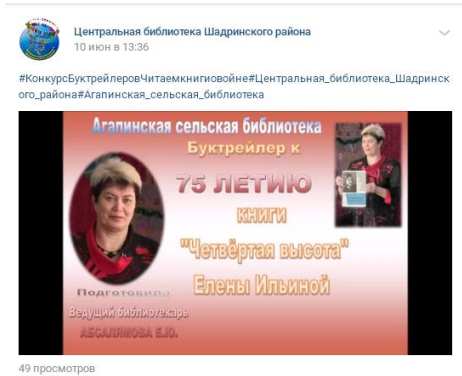 Центральная библиотека Шадринского района
10 июн в 13:36
#КонкурсБуктрейлеровЧитаемкнигиовойне#Центральная_библиотека_Шадринск
ого_района#Агапинская_сельская_библиотека
Агапинская сельская библиотека
Буктрейлер к
75 ЛЕТИЮ
книги
"Четвёртая высота"
Елены Ильиной
Подготовила
Ведущий библиотекарь
АБСАЛЯМОВА Е.Ю.
49 просмотров